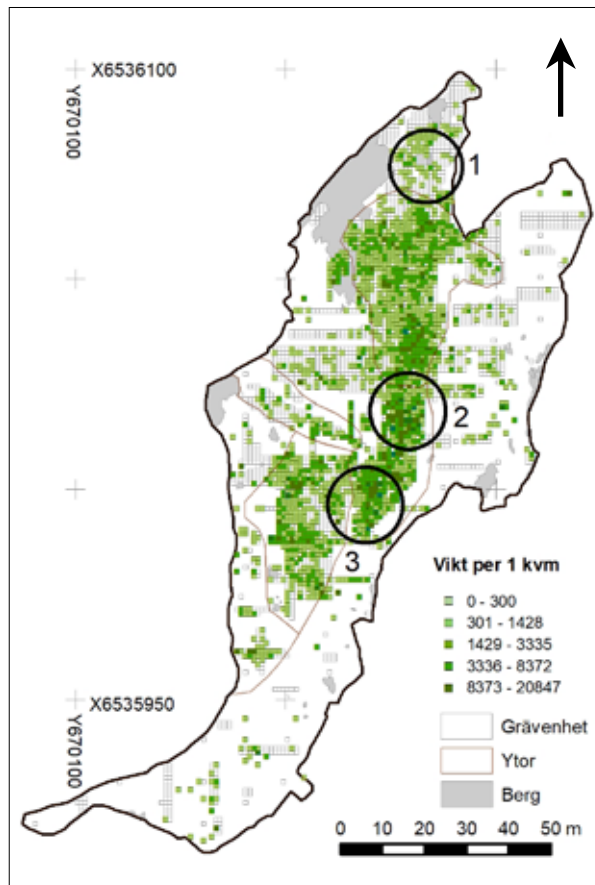 X6536100
Y670100
1
2
3
Vikt per 1 kvm
0 - 300
301 - 1428
1429 - 3335
3336 - 8372
8373 - 20847
X6535950
Y670100
Grävenhet
Ytor
Berg
0 10 20 30 40 50 m